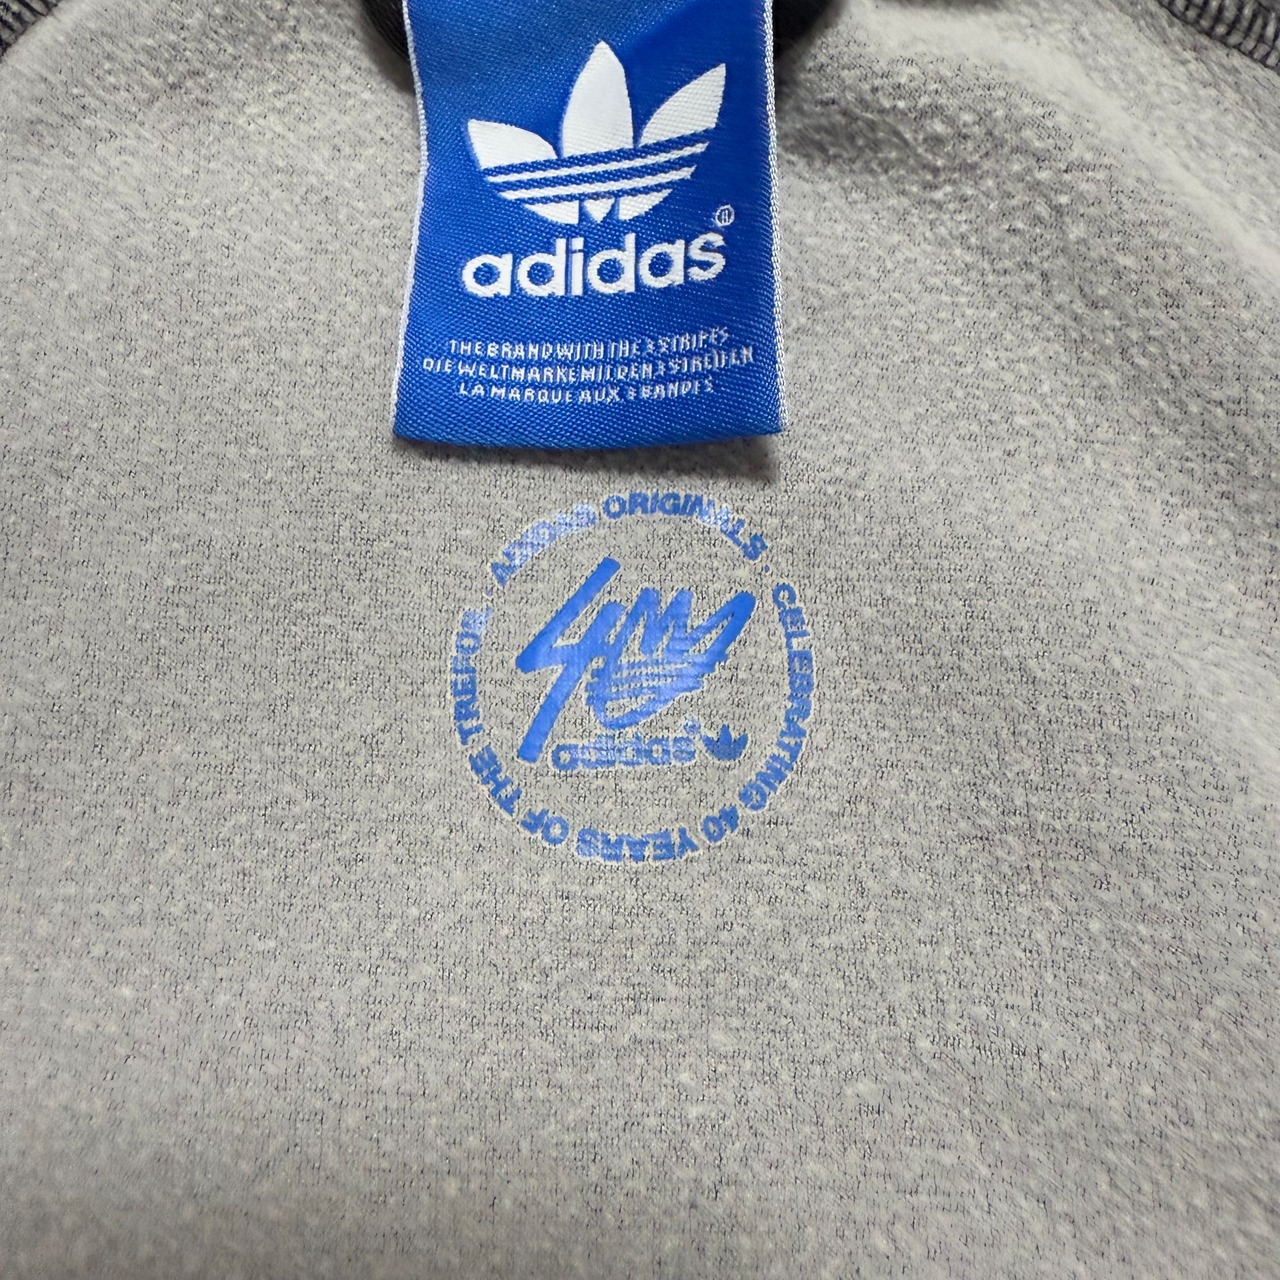 adidas®
THE BRAND WITH THE 3 STRIPES
DIE WELTMARKE MIT DEN 3 STREIFEN
LA MARQUE AUX 3 BANDES
ADIDAS ORIGINALS · CELEBRATING 40 YEARS OF THE TREFOIL ·
adidas